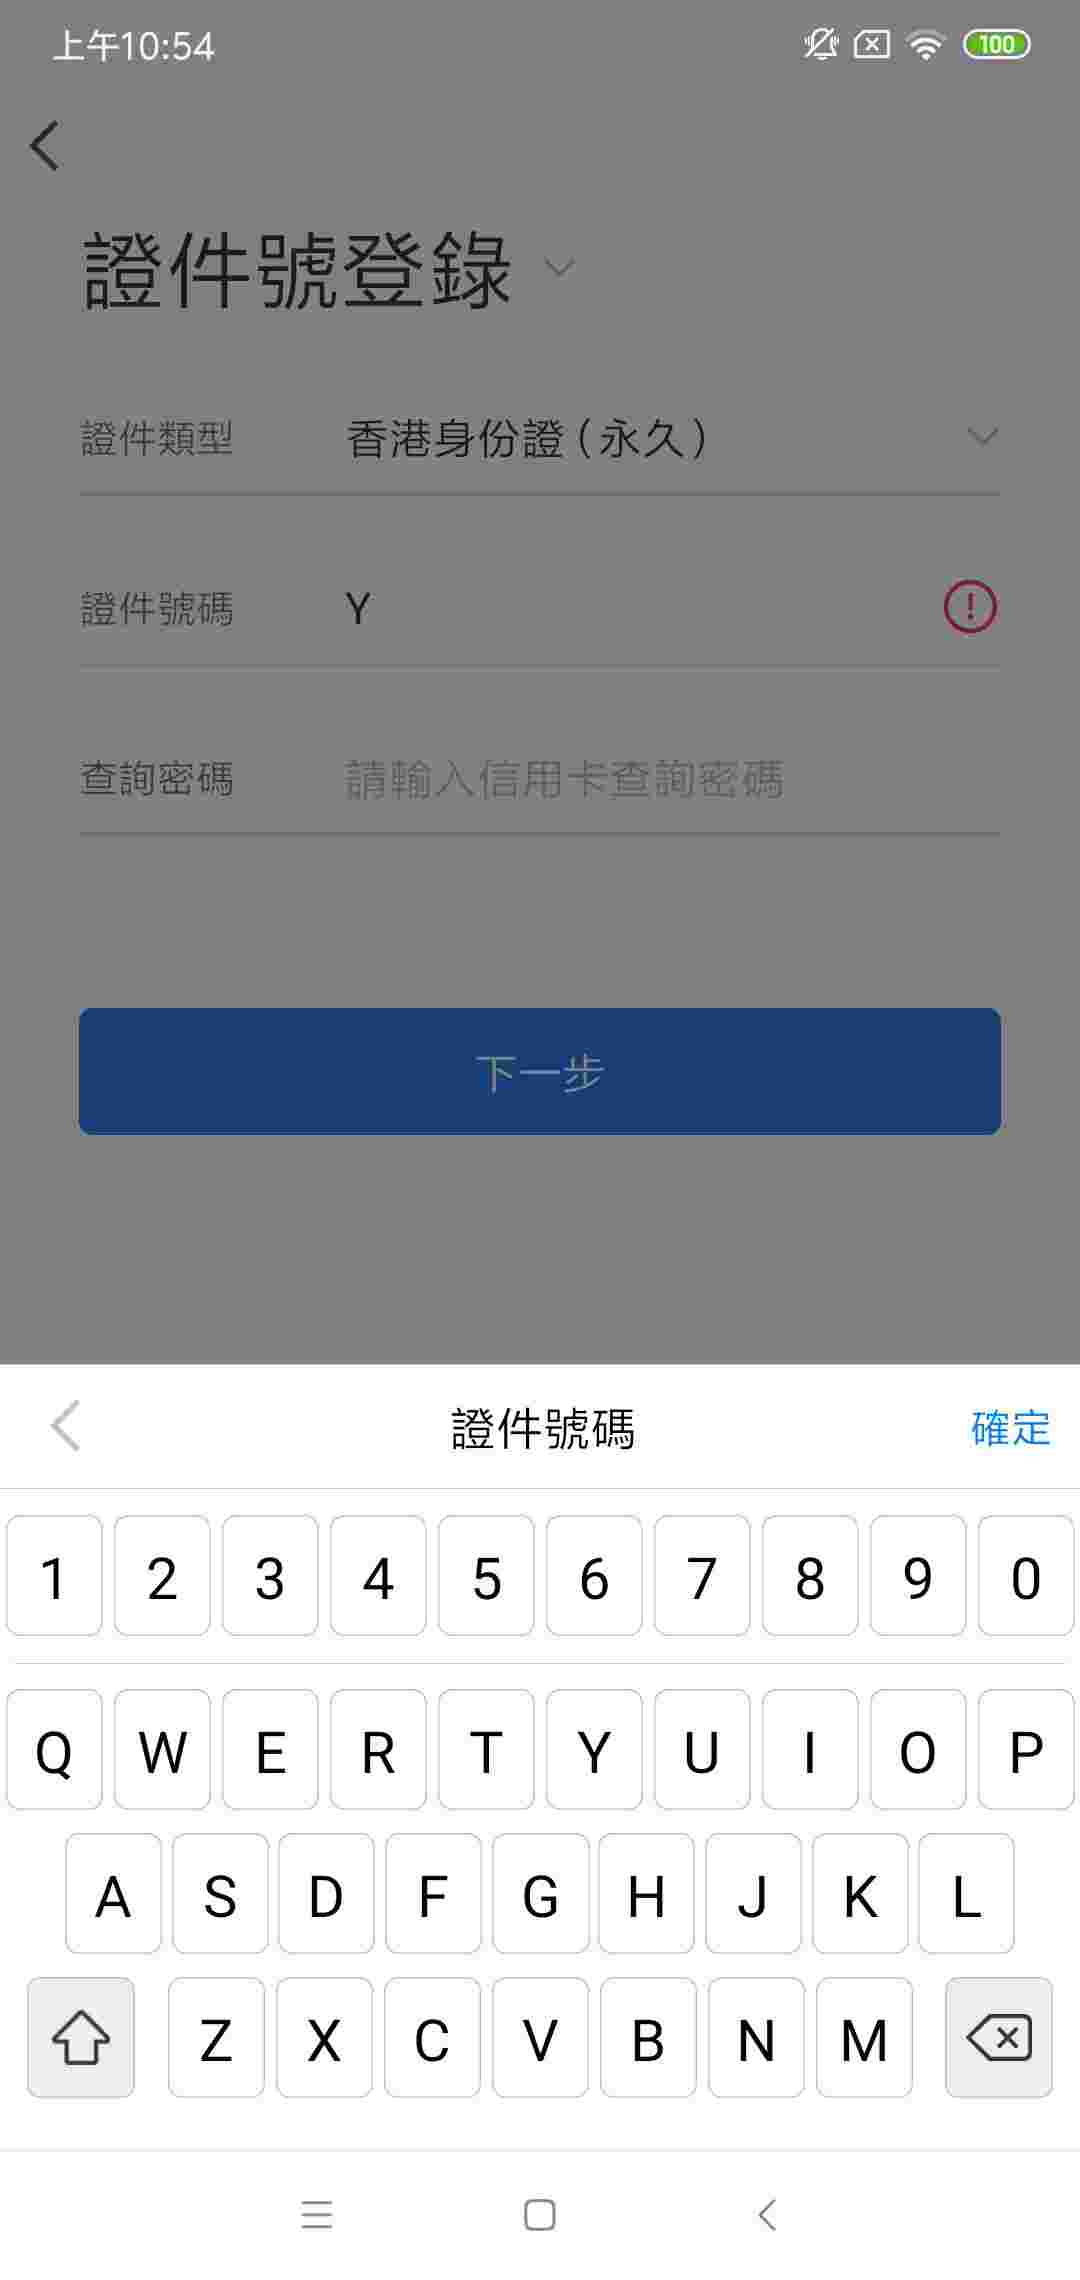 上午10:54
100
證件號登錄
證件類型 香港身份證(永久)
證件號碼 Y
查詢密碼 請輸入信用卡查詢密碼
下一步
證件號碼 確定
1 2 3 4 5 6 7 8 9 0
Q W E R T Y U I O P
A S D F G H J K L
Z X C V B N M